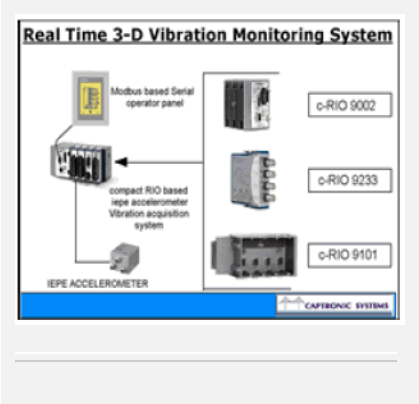 Real Time 3-D Vibration Monitoring System
Modbus based Serial
operator panel
c-RIO 9002
c-RIO 9233
compact RIO based
iepe accelerometer
Vibration acquisition
system
c-RIO 9101
IEPE ACCELEROMETER
CAPTRONIC SYSTEMS